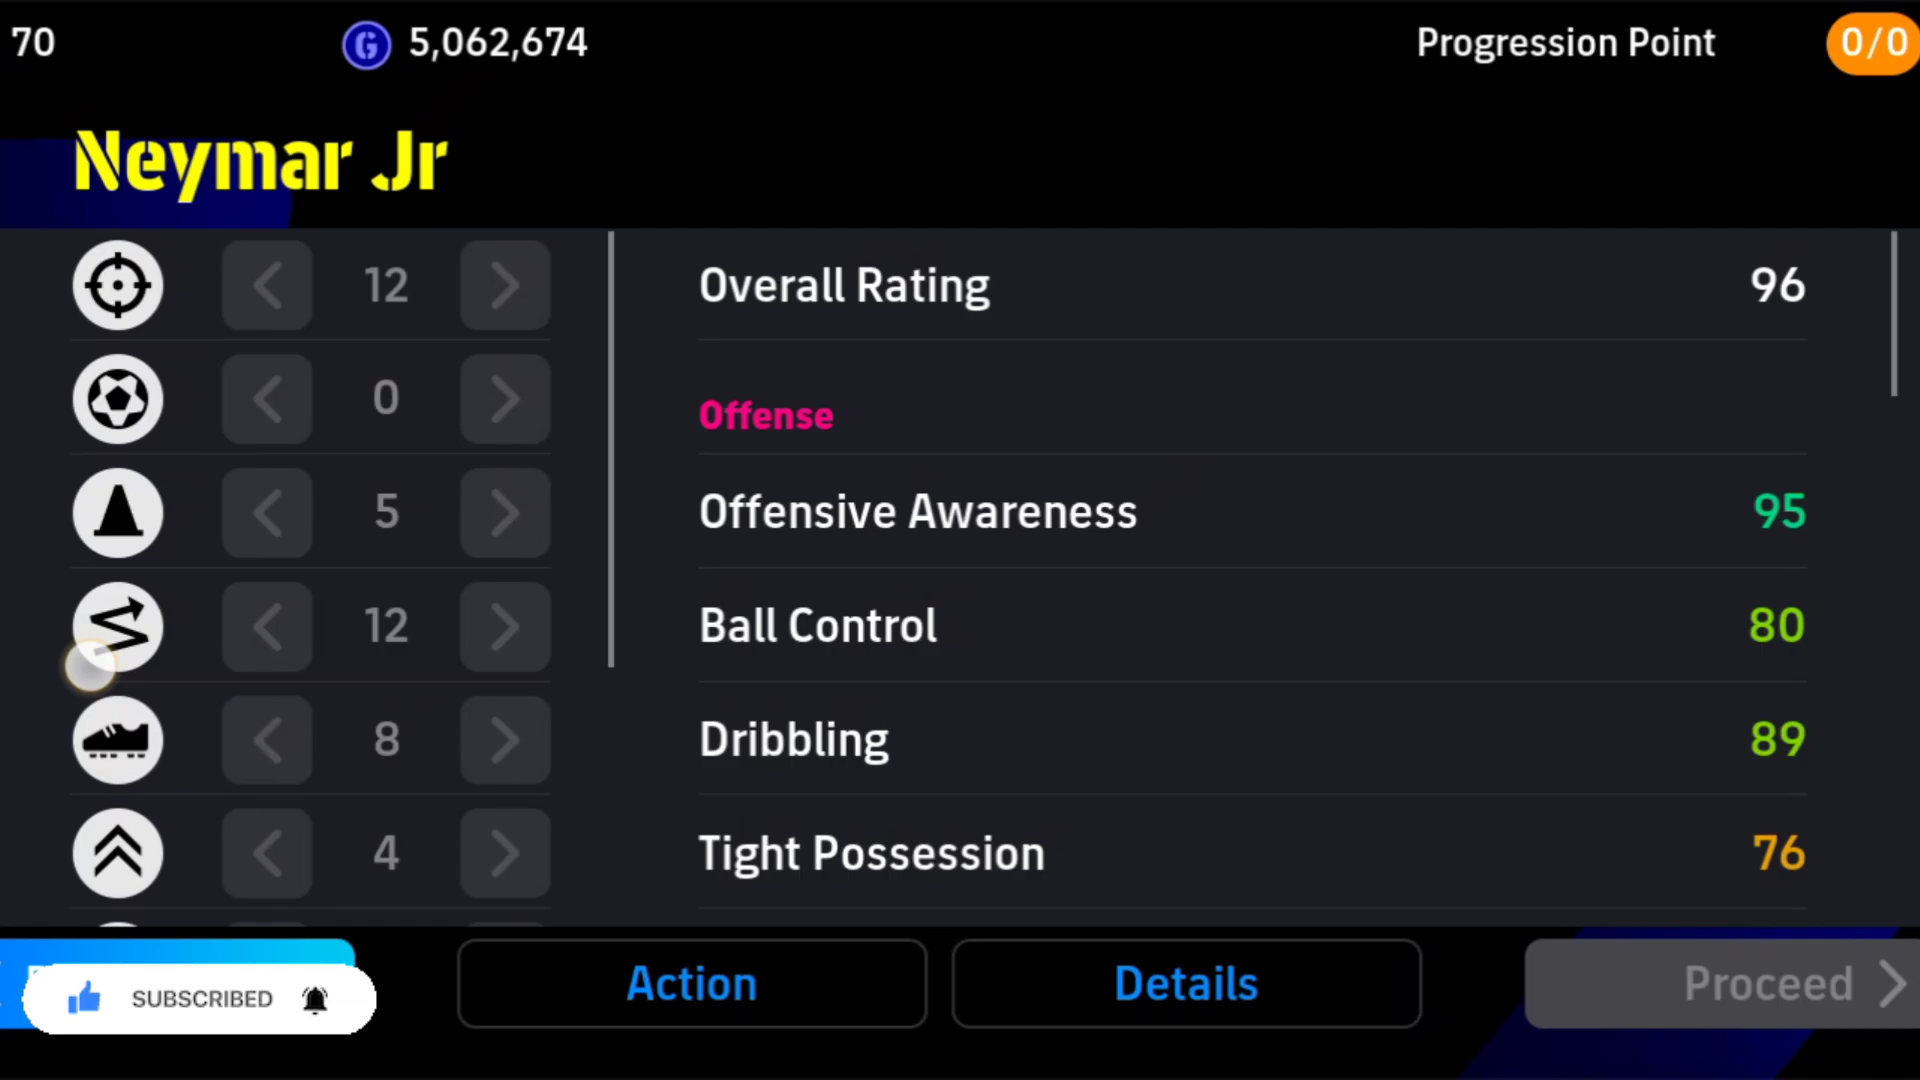 70
G 5,062,674
Progression Point 0/0
Neymar Jr
12
0
5
12
8
4
Overall Rating 96
Offense
Offensive Awareness 95
Ball Control 80
Dribbling 89
Tight Possession 76
SUBSCRIBED
Action
Details
Proceed